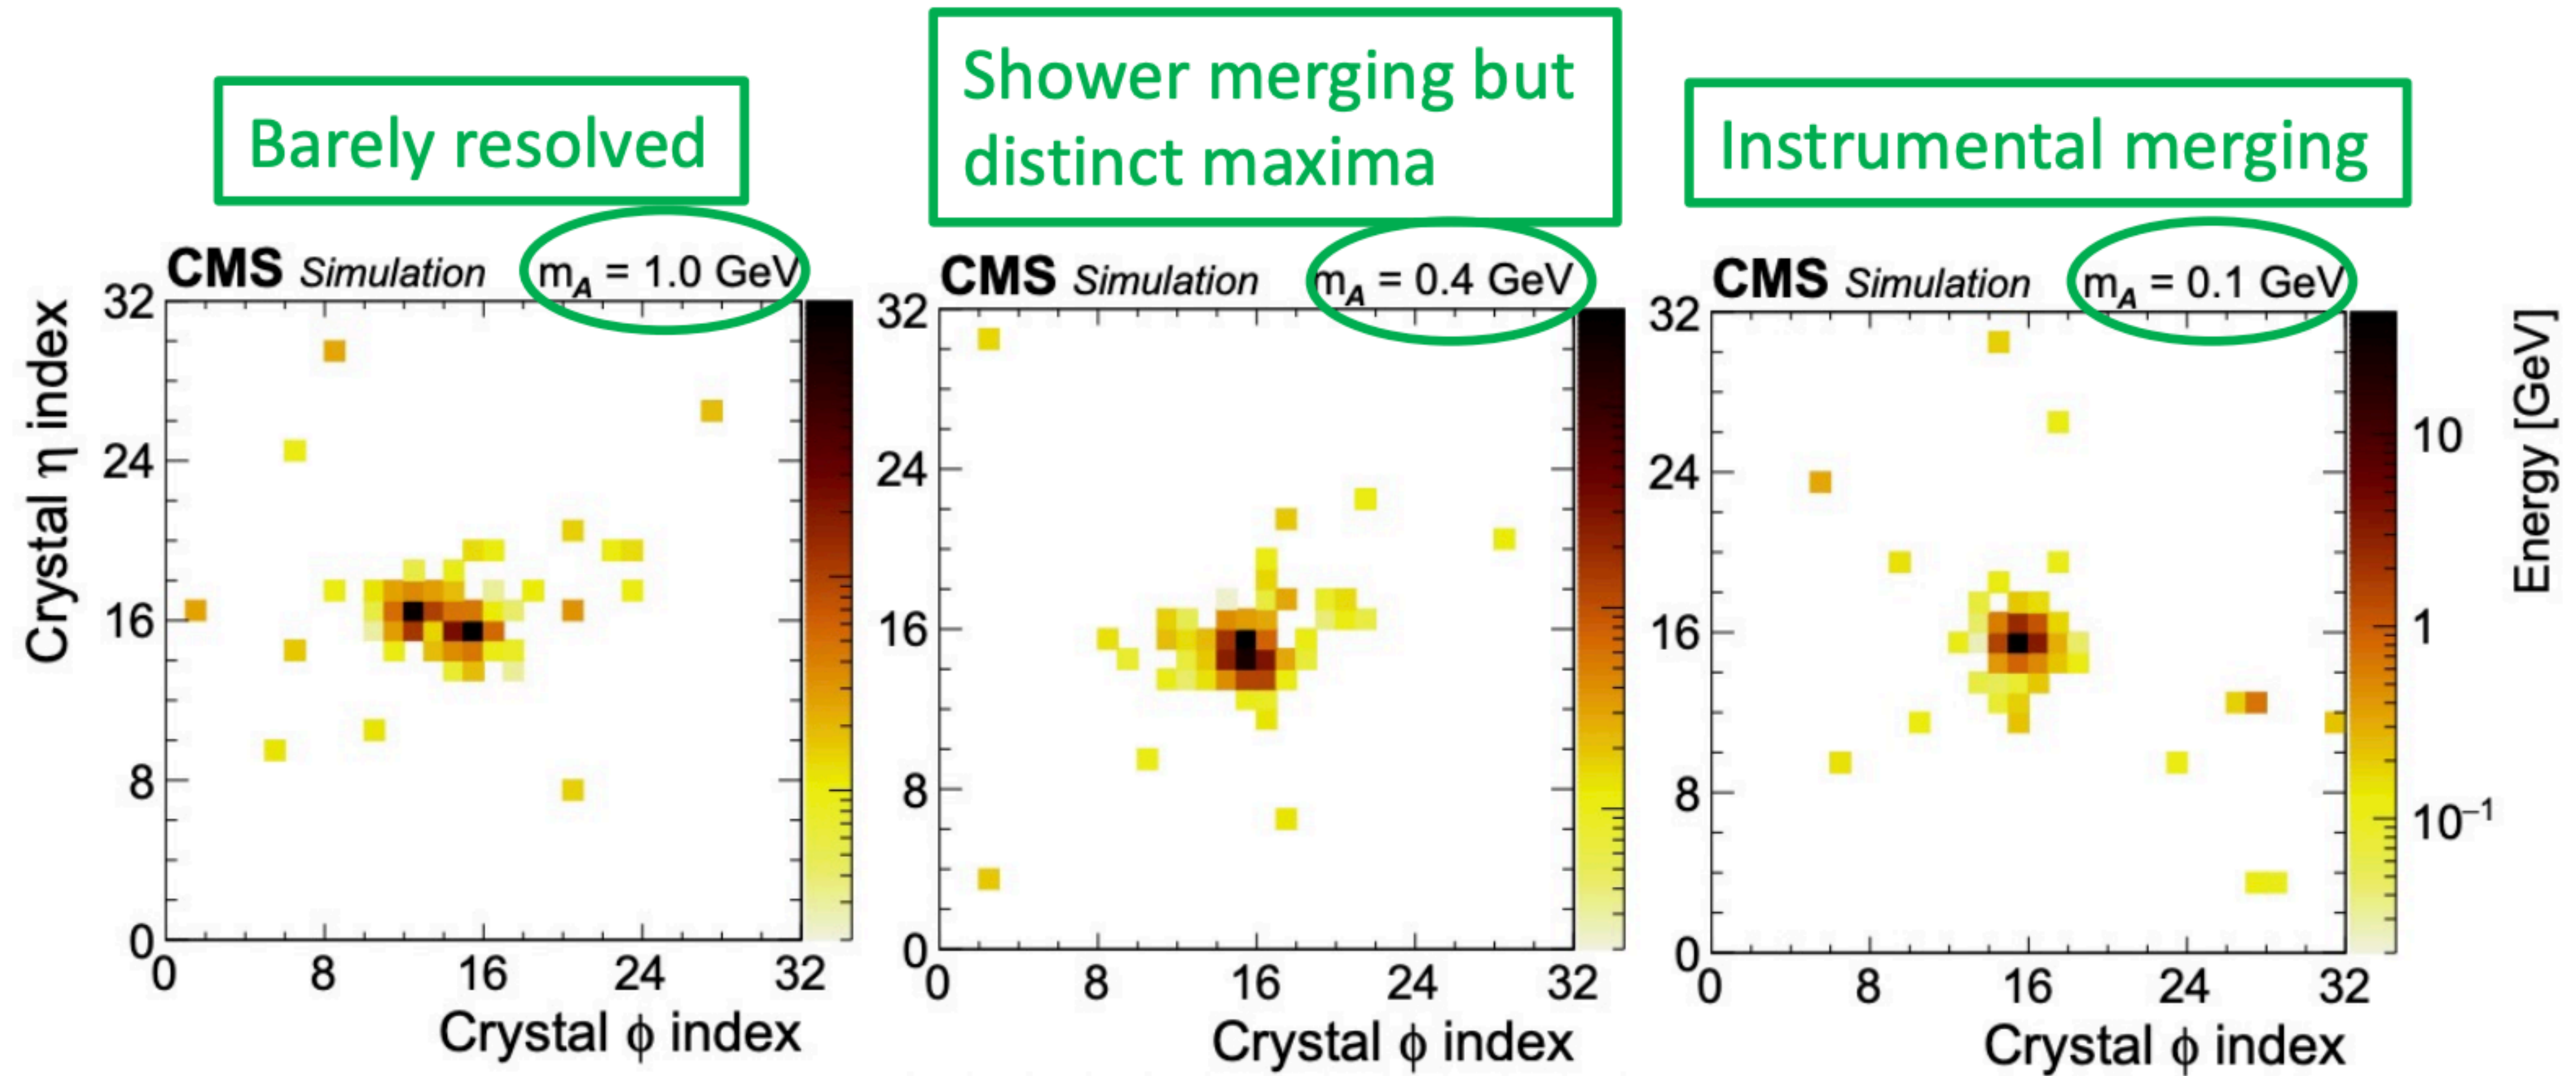 Barely resolved
Shower merging but
distinct maxima
Instrumental merging
CMS Simulation m_A = 1.0 GeV
32
24
16
8
0
0 8 16 24 32
Crystal η index
Crystal ϕ index
CMS Simulation m_A = 0.4 GeV
32
24
16
8
0
0 8 16 24 32
Crystal ϕ index
CMS Simulation m_A = 0.1 GeV
32
24
16
8
0
0 8 16 24 32
Crystal ϕ index
10
1
10⁻¹
Energy [GeV]